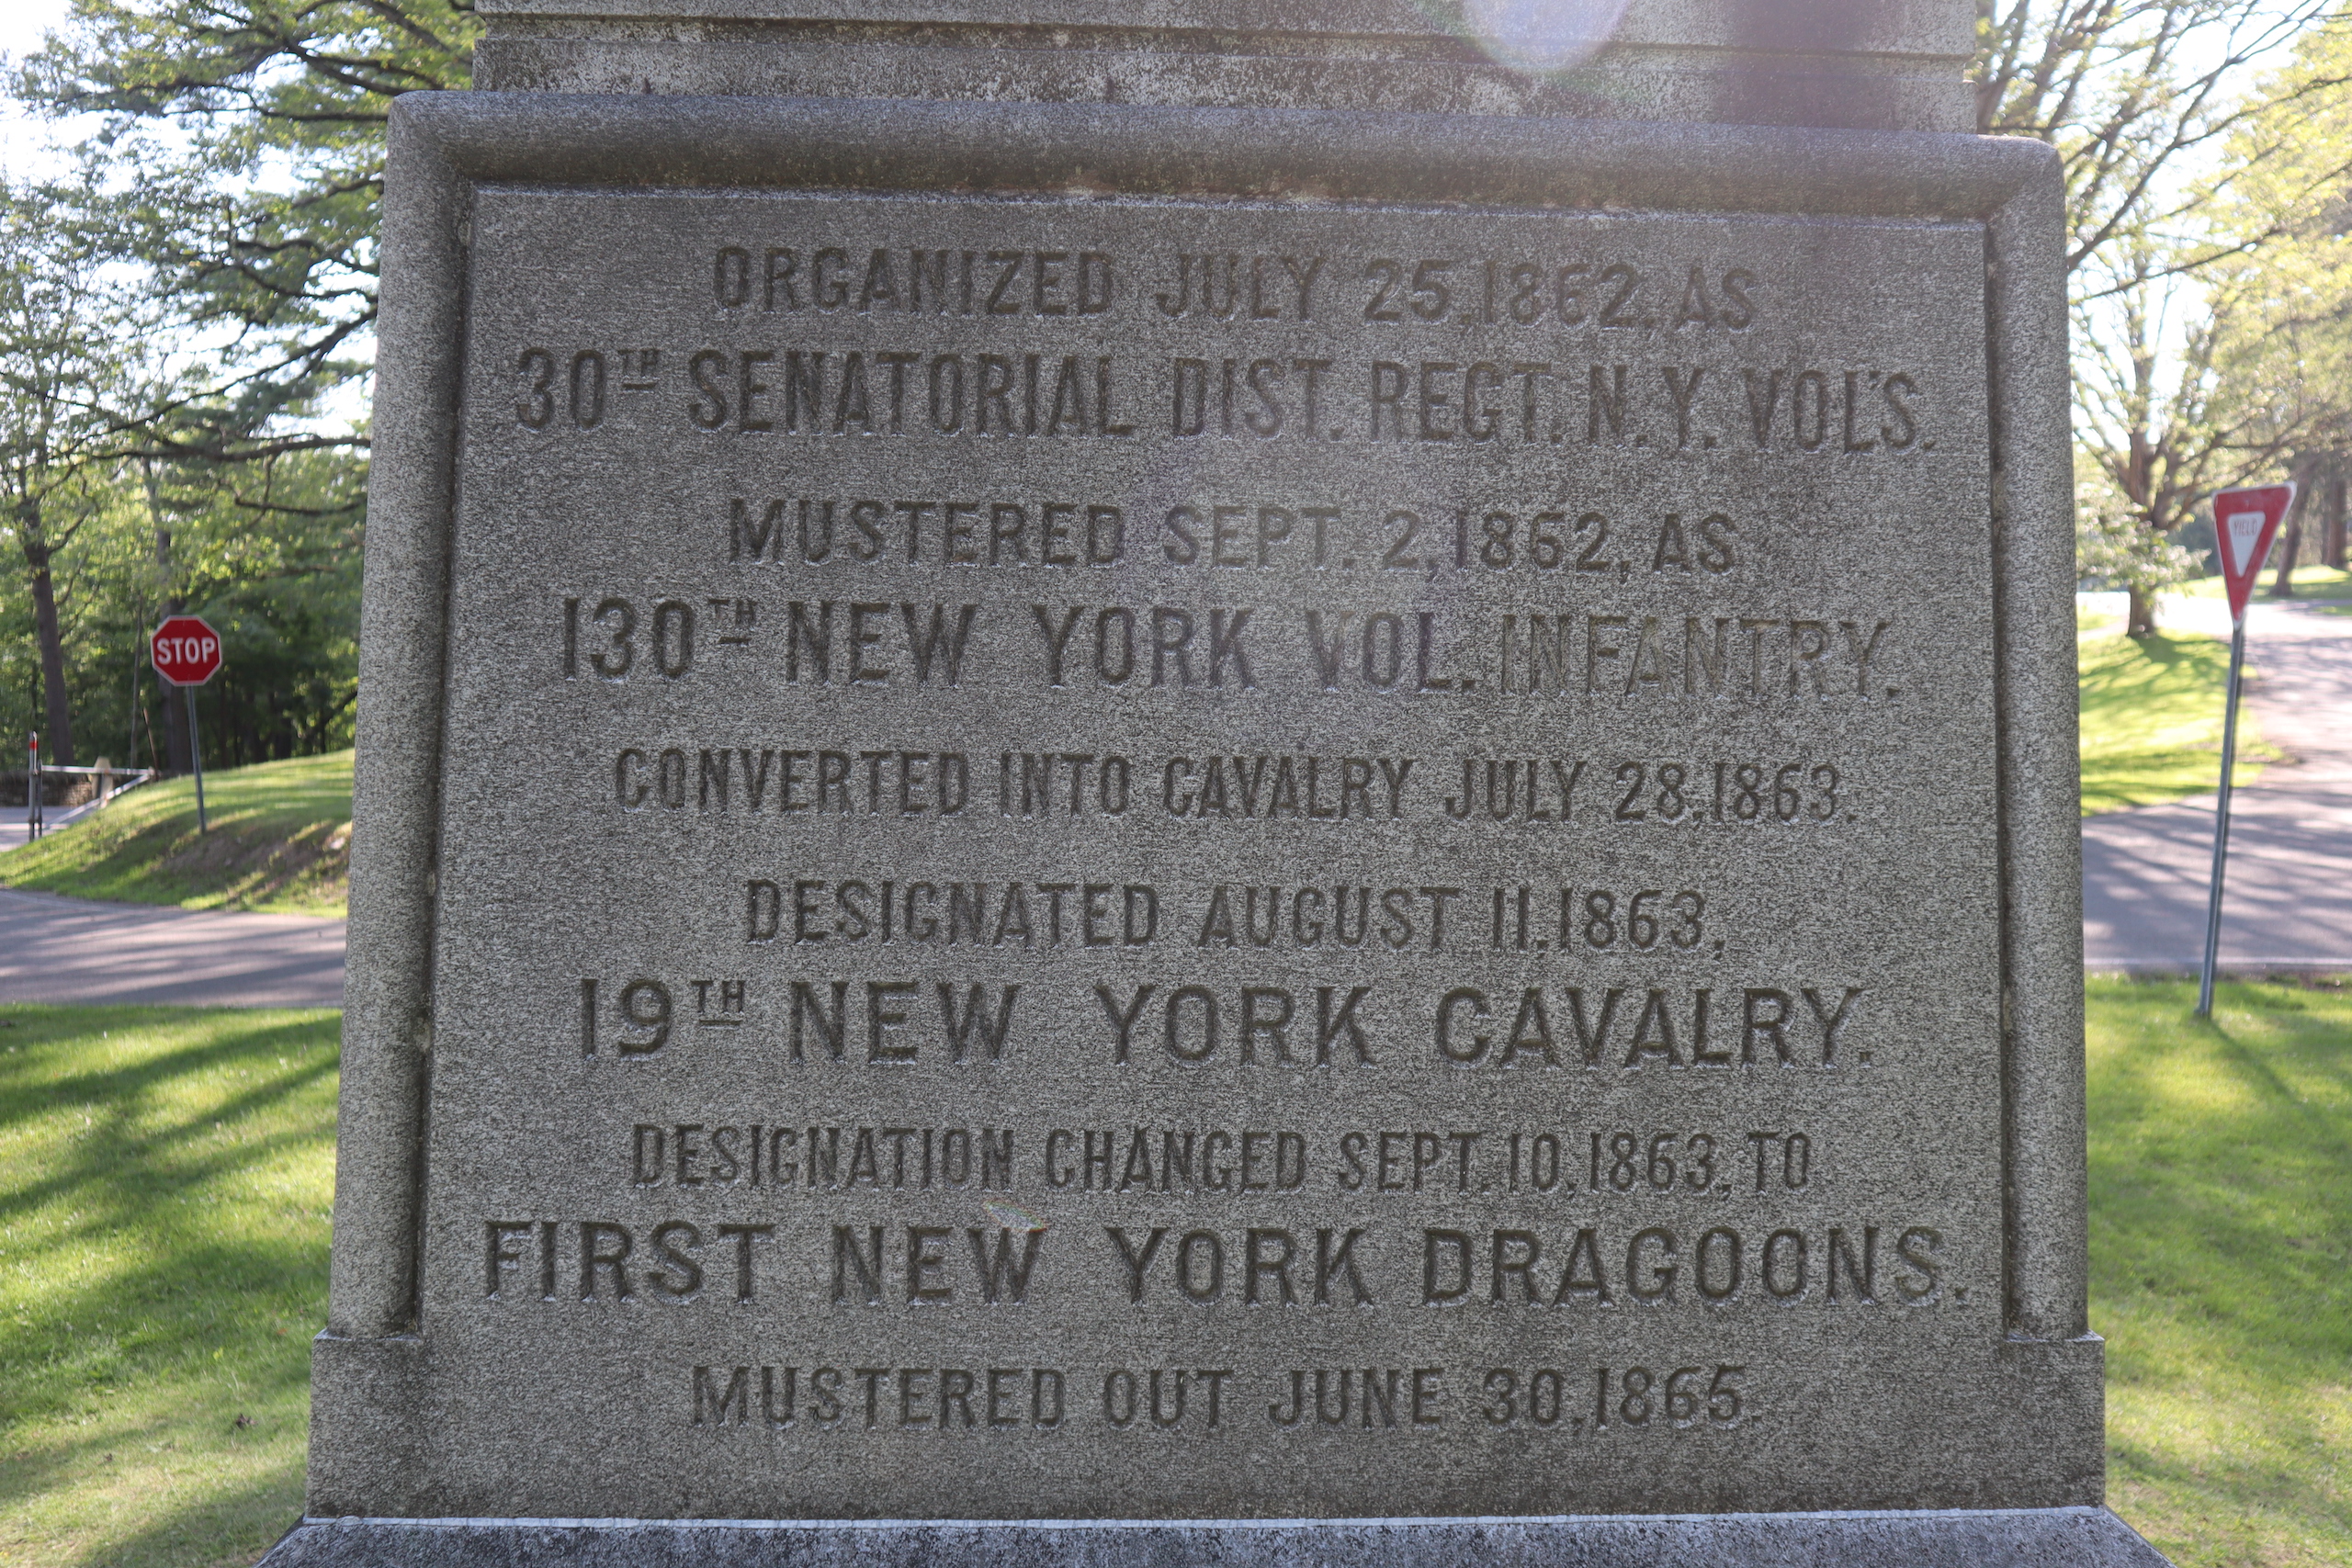 ORGANIZED JULY 25, 1862, AS
30TH SENATORIAL DIST. REGT. N.Y. VOL'S.
MUSTERED SEPT. 2, 1862, AS
130TH NEW YORK VOL. INFANTRY.
CONVERTED INTO CAVALRY JULY 28, 1863.
DESIGNATED AUGUST 11, 1863,
19TH NEW YORK CAVALRY.
DESIGNATION CHANGED SEPT. 10, 1863, TO
FIRST NEW YORK DRAGOONS.
MUSTERED OUT JUNE 30, 1865.
STOP
YIELD